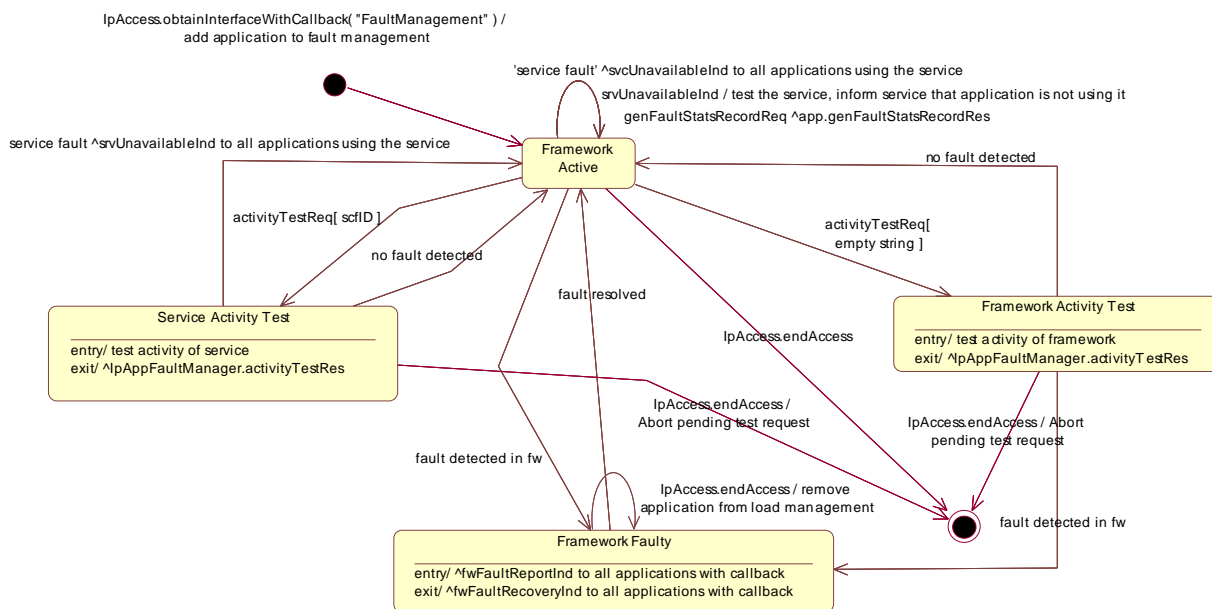 IpAccess.obtainInterfaceWithCallback( "FaultManagement" ) /
add application to fault management
'service fault' ^svcUnavailableInd to all applications using the service
srvUnavailableInd / test the service, inform service that application is not using it
genFaultStatsRecordReq ^app.genFaultStatsRecordRes
service fault ^srvUnavailableInd to all applications using the service
Framework
Active
no fault detected
activityTestReq[ scfID ]
activityTestReq[
empty string ]
no fault detected
fault resolved
Service Activity Test
entry/ test activity of service
exit/ ^IpAppFaultManager.activityTestRes
Framework Activity Test
entry/ test activity of framework
exit/ ^IpAppFaultManager.activityTestRes
IpAccess.endAccess
IpAccess.endAccess /
Abort pending test request
IpAccess.endAccess / Abort
pending test request
fault detected in fw
IpAccess.endAccess / remove
application from load management
fault detected in fw
Framework Faulty
entry/ ^fwFaultReportInd to all applications with callback
exit/ ^fwFaultRecoveryInd to all applications with callback